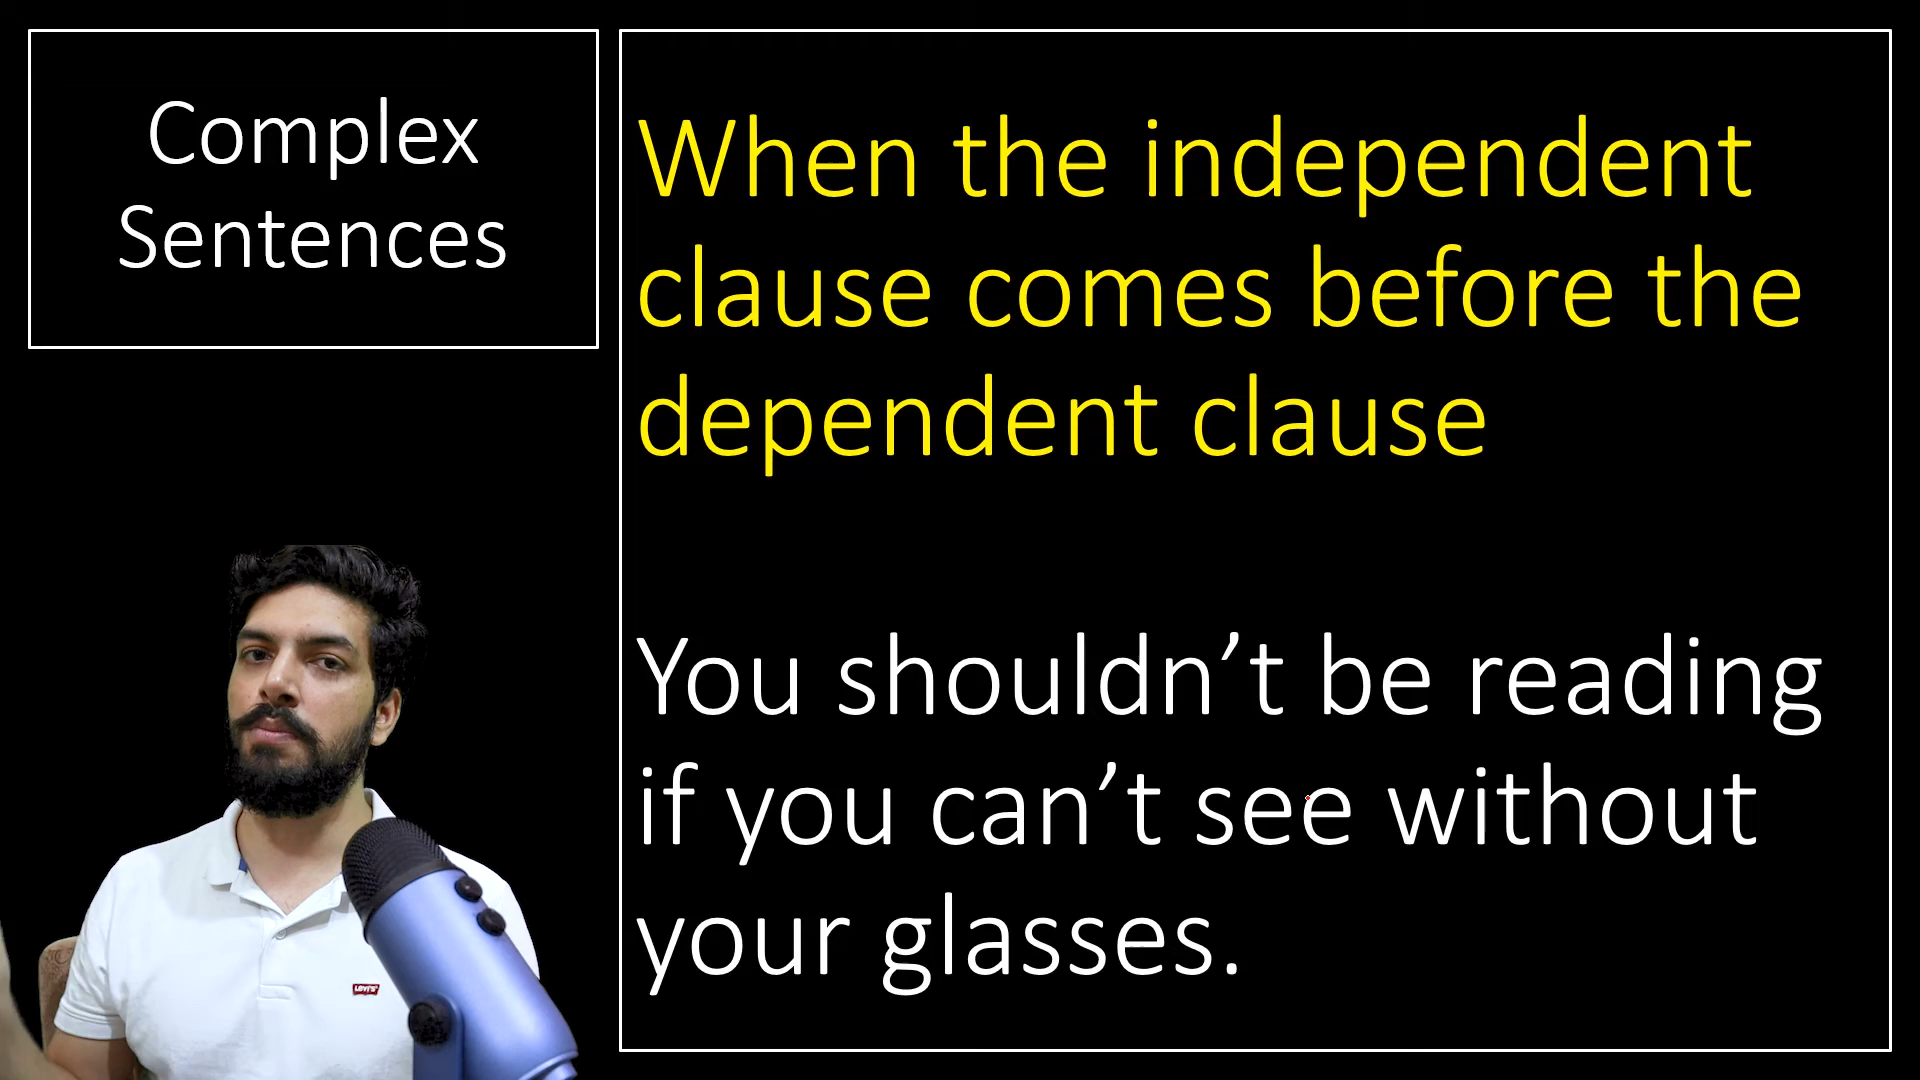 Complex
Sentences
When the independent
clause comes before the
dependent clause
You shouldn’t be reading
if you can’t see without
your glasses.
Levi's